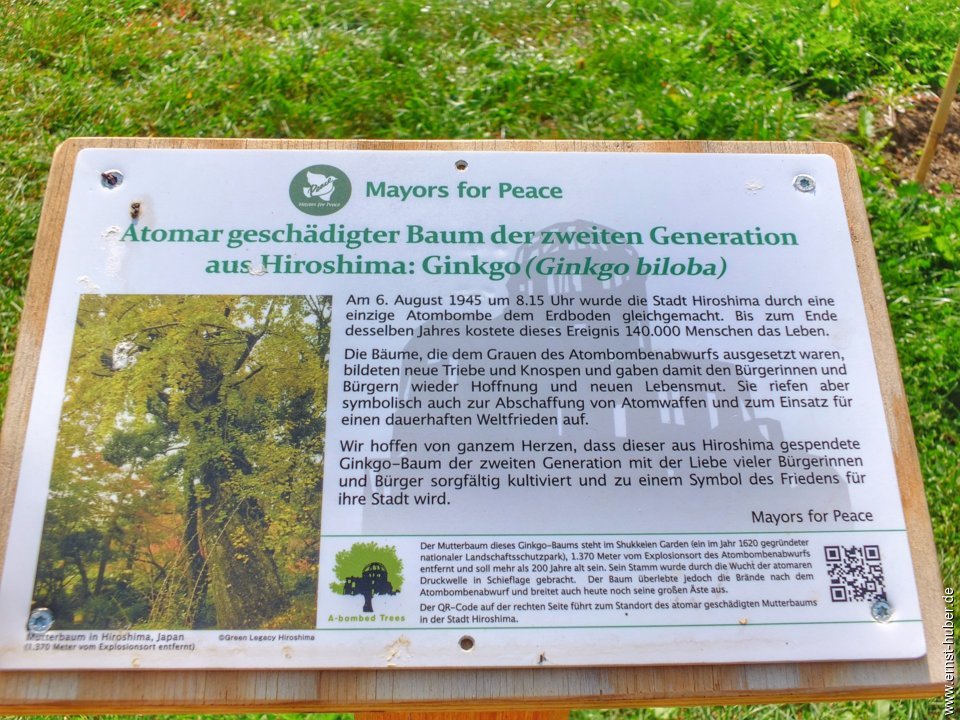 Peace
Mayors for Peace
Mayors for Peace
Atomar geschädigter Baum der zweiten Generation
aus Hiroshima: Ginkgo (Ginkgo biloba)
Am 6. August 1945 um 8.15 Uhr wurde die Stadt Hiroshima durch eine
einzige Atombombe dem Erdboden gleichgemacht. Bis zum Ende
desselben Jahres kostete dieses Ereignis 140.000 Menschen das Leben.
Die Bäume, die dem Grauen des Atombombenabwurfs ausgesetzt waren,
bildeten neue Triebe und Knospen und gaben damit den Bürgerinnen und
Bürgern wieder Hoffnung und neuen Lebensmut. Sie riefen aber
symbolisch auch zur Abschaffung von Atomwaffen und zum Einsatz für
einen dauerhaften Weltfrieden auf.
Wir hoffen von ganzem Herzen, dass dieser aus Hiroshima gespendete
Ginkgo-Baum der zweiten Generation mit der Liebe vieler Bürgerinnen
und Bürger sorgfältig kultiviert und zu einem Symbol des Friedens für
ihre Stadt wird.
Mayors for Peace
Mutterbaum in Hiroshima, Japan
(1.370 Meter vom Explosionsort entfernt)
©Green Legacy Hiroshima
A-bombed Trees
Der Mutterbaum dieses Ginkgo-Baums steht im Shukkeien Garden (ein im Jahr 1620 gegründeter
nationaler Landschaftsschutzpark), 1.370 Meter vom Explosionsort des Atombombenabwurfs
entfernt und soll mehr als 200 Jahre alt sein. Sein Stamm wurde durch die Wucht der atomaren
Druckwelle in Schieflage gebracht. Der Baum überlebte jedoch die Brände nach dem
Atombombenabwurf und breitet auch heute noch seine großen Äste aus.
Der QR-Code auf der rechten Seite führt zum Standort des atomar geschädigten Mutterbaums
in der Stadt Hiroshima.
www.ernst-huber.de